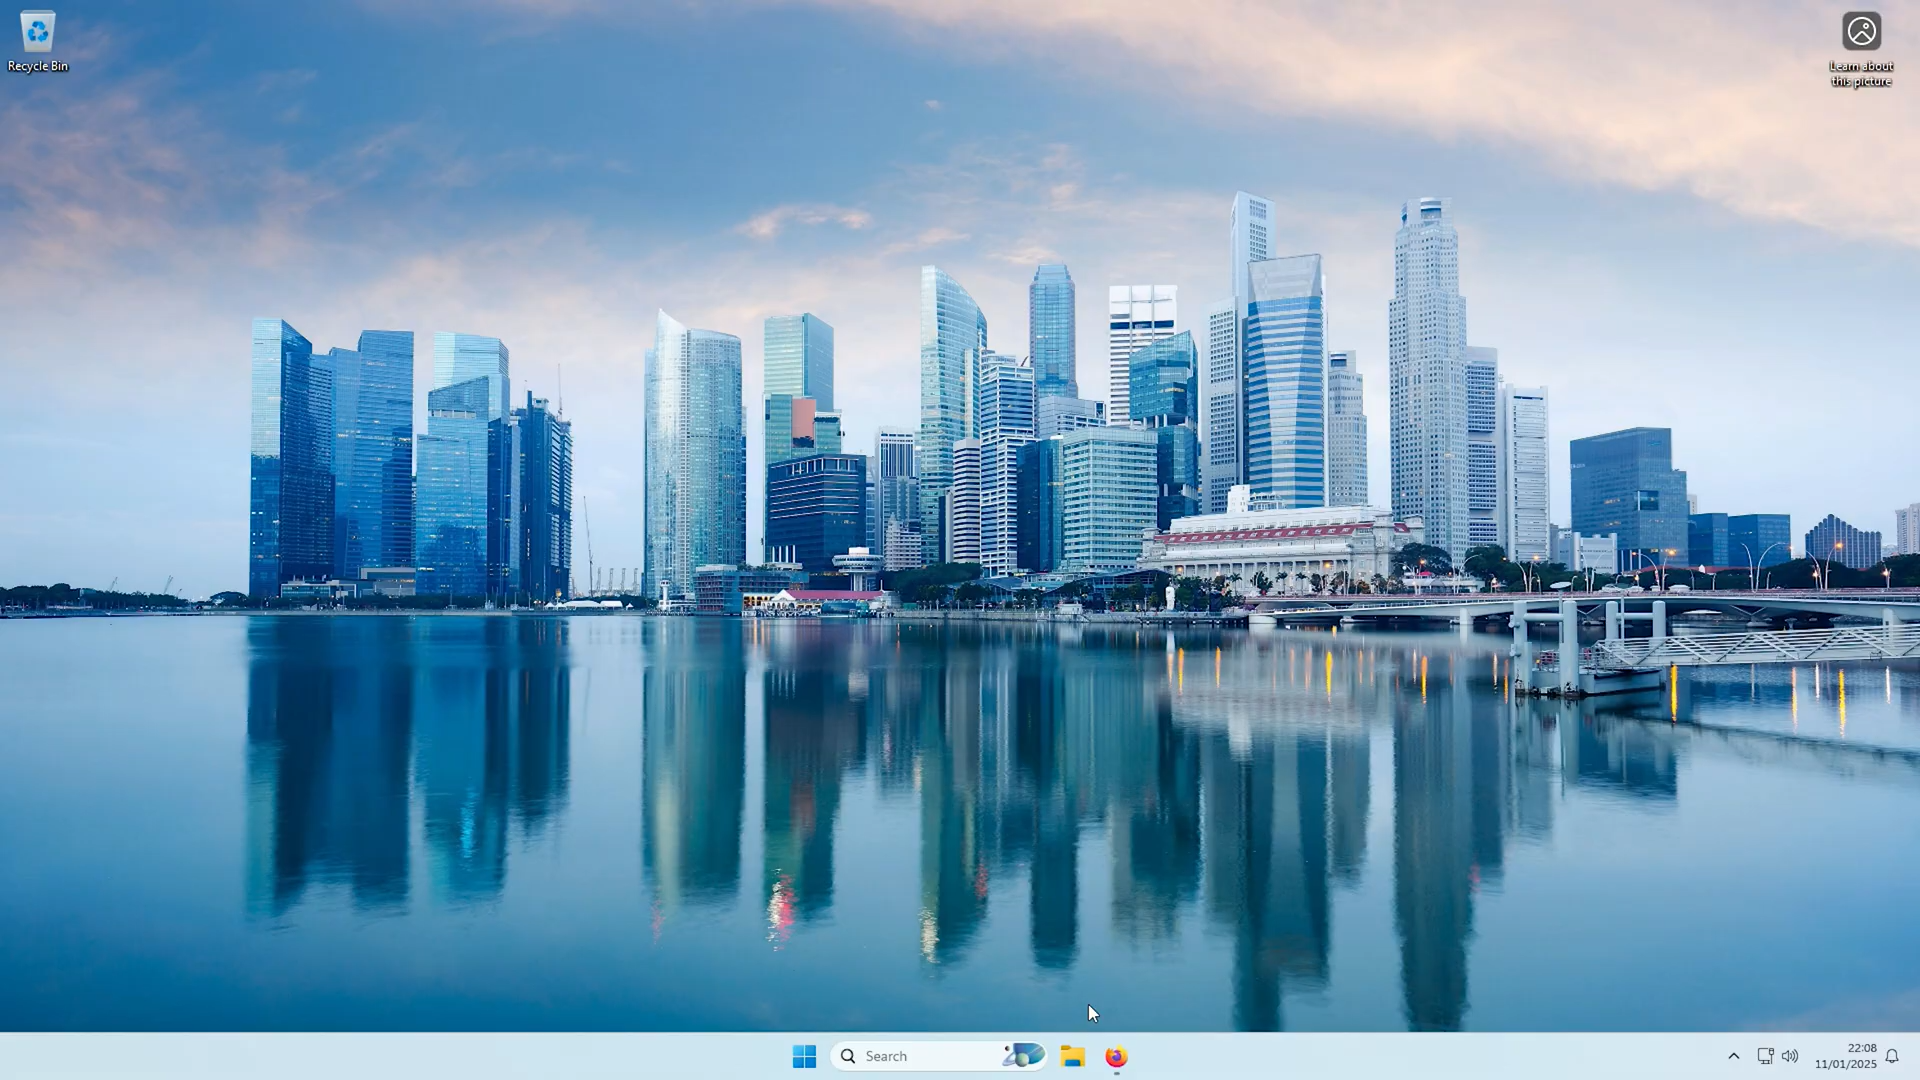 Recycle Bin
Learn about
this picture
Search
22:08
11/01/2025